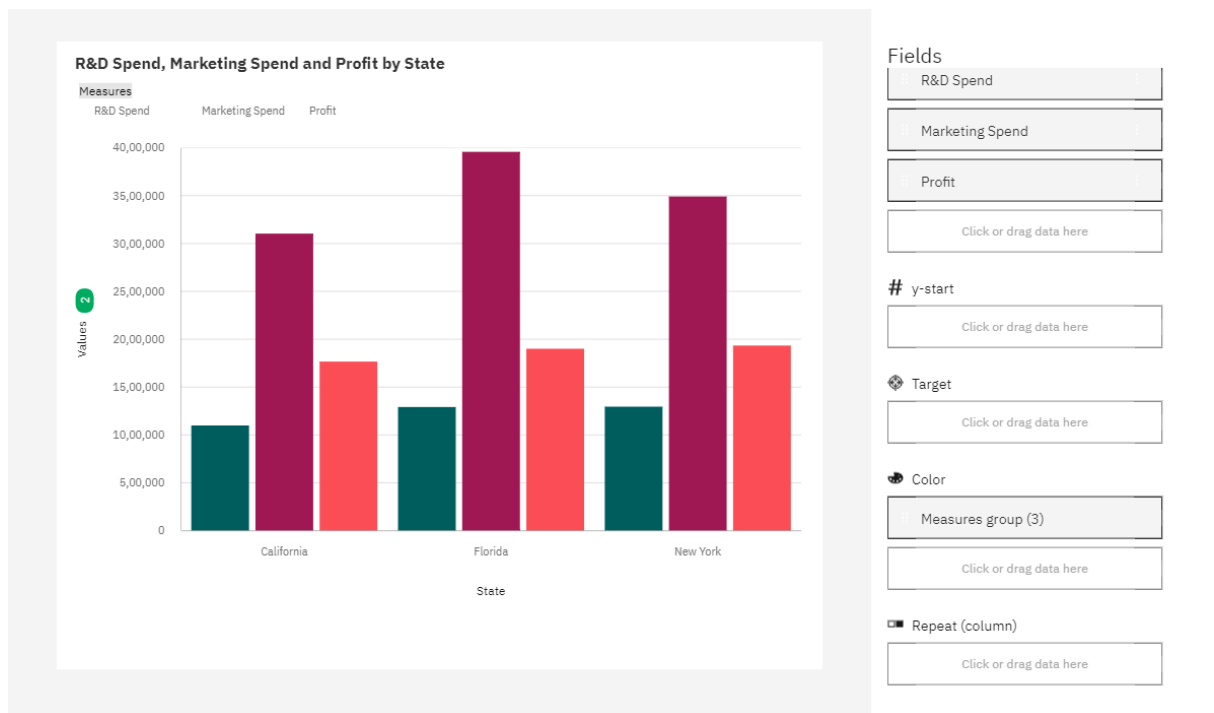 R&D Spend, Marketing Spend and Profit by State
Measures
R&D Spend Marketing Spend Profit
40,00,000
35,00,000
30,00,000
25,00,000
20,00,000
15,00,000
10,00,000
5,00,000
0
Values 2
California Florida New York
State
Fields
R&D Spend
Marketing Spend
Profit
Click or drag data here
# y-start
Click or drag data here
Target
Click or drag data here
Color
Measures group (3)
Click or drag data here
Repeat (column)
Click or drag data here